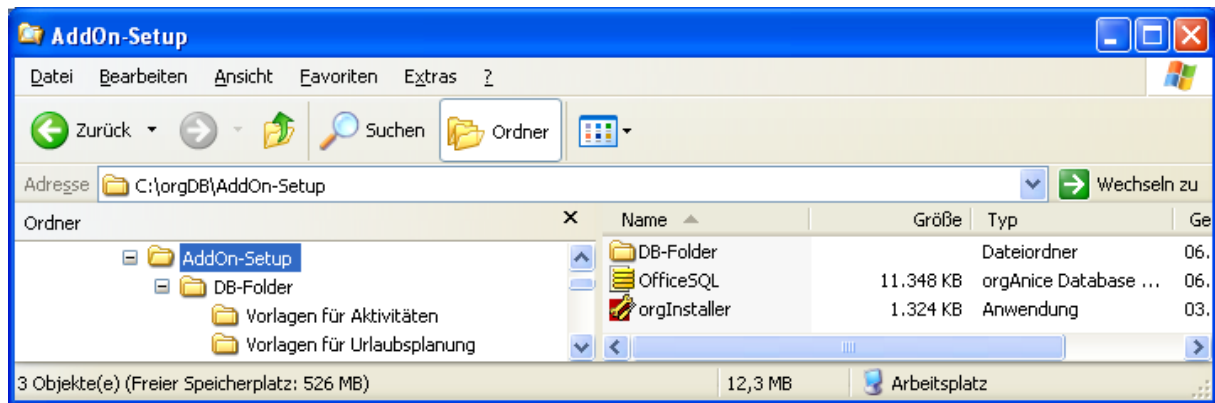 AddOn-Setup
Datei Bearbeiten Ansicht Favoriten Extras ?
Zurück Suchen Ordner
Adresse C:\orgDB\AddOn-Setup Wechseln zu
Ordner x Name Größe Typ Ge
AddOn-Setup DB-Folder Dateiordner 06.
DB-Folder OfficeSQL 11.348 KB orgAnice Database ... 06.
Vorlagen für Aktivitäten orgInstaller 1.324 KB Anwendung 03.
Vorlagen für Urlaubsplanung
3 Objekte(e) (Freier Speicherplatz: 526 MB) 12,3 MB Arbeitsplatz